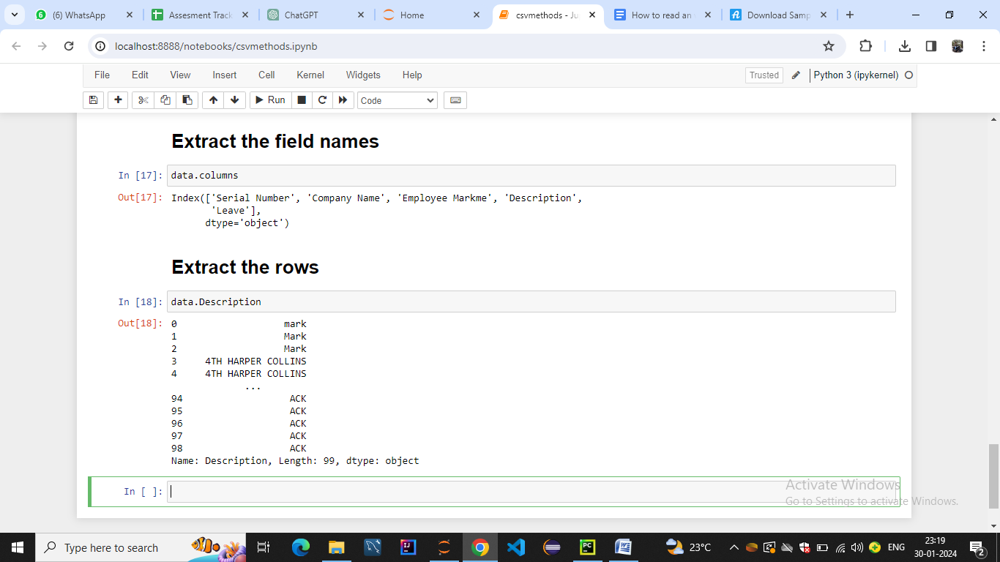 (6) WhatsApp
Assesment Track
ChatGPT
Home
csvmethods - Ju
How to read an
Download Samp
localhost:8888/notebooks/csvmethods.ipynb
File Edit View Insert Cell Kernel Widgets Help
Trusted
Python 3 (ipykernel)
Run
Code
Extract the field names
In [17]: data.columns
Out[17]: Index(['Serial Number', 'Company Name', 'Employee Markme', 'Description',
'Leave'],
dtype='object')
Extract the rows
In [18]: data.Description
Out[18]: 0 mark
1 Mark
2 Mark
3 4TH HARPER COLLINS
4 4TH HARPER COLLINS
...
94 ACK
95 ACK
96 ACK
97 ACK
98 ACK
Name: Description, Length: 99, dtype: object
In [ ]:
Activate Windows
Go to Settings to activate Windows.
Type here to search
23°C
ENG
23:19
30-01-2024
2